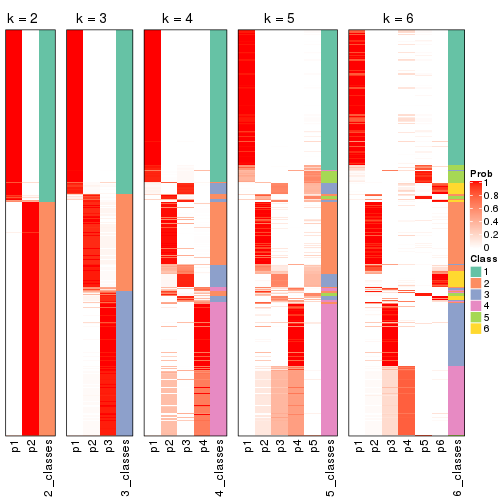 k = 2
k = 3
k = 4
k = 5
k = 6
p1
p2
2_classes
p1
p2
p3
3_classes
p1
p2
p3
p4
4_classes
p1
p2
p3
p4
p5
5_classes
p1
p2
p3
p4
p5
p6
6_classes
Prob
1
0.8
0.6
0.4
0.2
0
Class
1
2
3
4
5
6